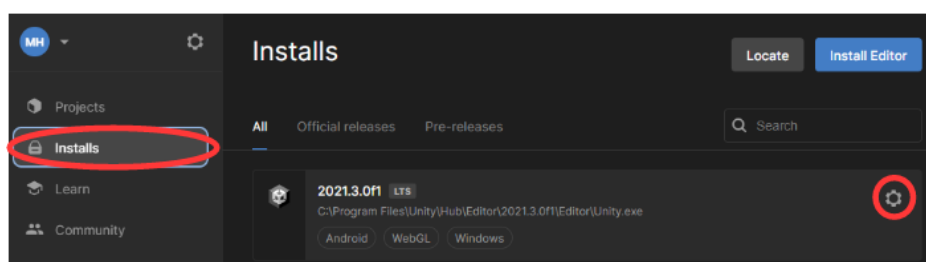 MH
Installs
Locate
Install Editor
Projects
Installs
Learn
Community
All
Official releases
Pre-releases
Search
2021.3.0f1 LTS
C:\Program Files\Unity\Hub\Editor\2021.3.0f1\Editor\Unity.exe
Android
WebGL
Windows